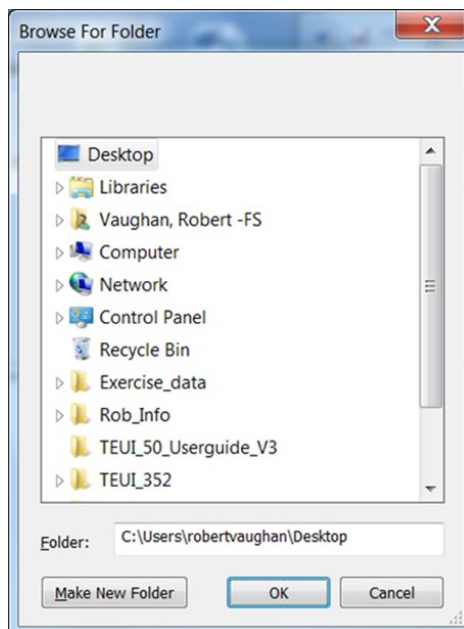 Browse For Folder
Desktop
Libraries
Vaughan, Robert -FS
Computer
Network
Control Panel
Recycle Bin
Exercise_data
Rob_Info
TEUI_50_Userguide_V3
TEUI_352
Folder: C:\Users\robertvaughan\Desktop
Make New Folder OK Cancel